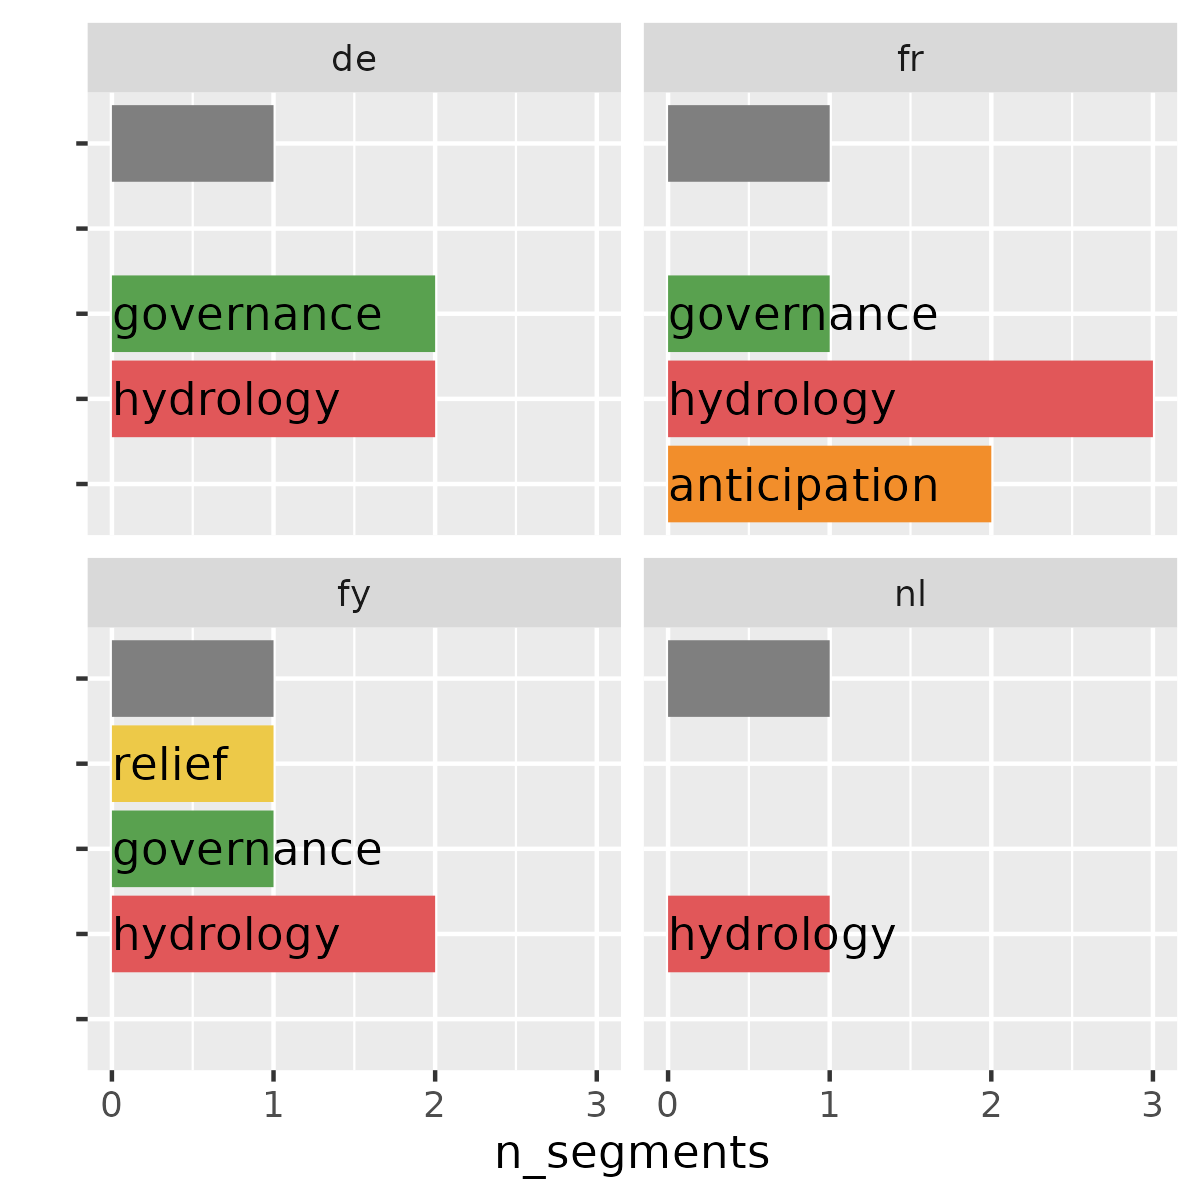 de
fr
governance
governance
hydrology
hydrology
anticipation
fy
nl
relief
governance
hydrology
hydrology
0 1 2 3
0 1 2 3
n_segments